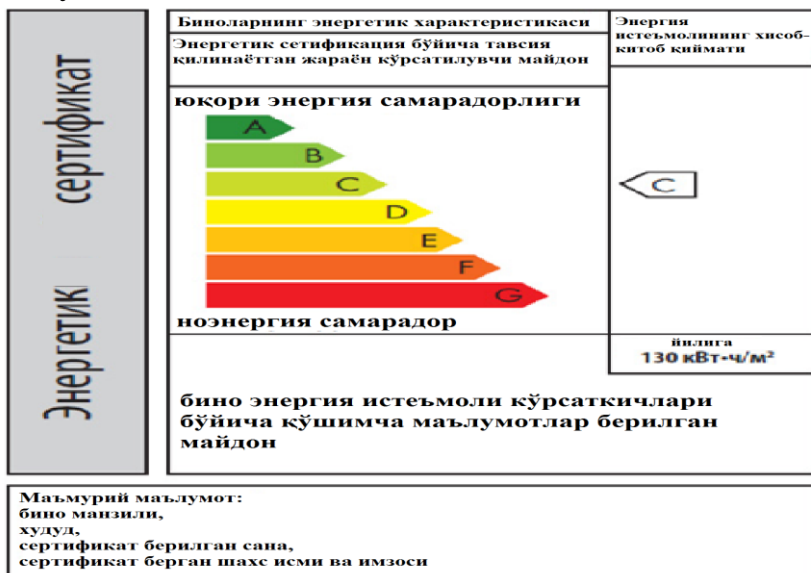 Энергетик сертификат
Биноларнинг энергетик характеристикаси
Энергия
истеъмолининг хисоб-
китоб қиймати
Энергетик сетификация бўйича тавсия
қилинаётган жараён кўрсатилувчи майдон
юқори энергия самарадорлиги
A
B
C
D
E
F
G
C
ноэнергия самарадор
йилига
130 кВт•ч/м²
бино энергия истеъмоли кўрсаткичлари
бўйича қўшимча маълумотлар берилган
майдон
Маъмурий маълумот:
бино манзили,
худуд,
сертификат берилган сана,
сертификат берган шахс исми ва имзоси